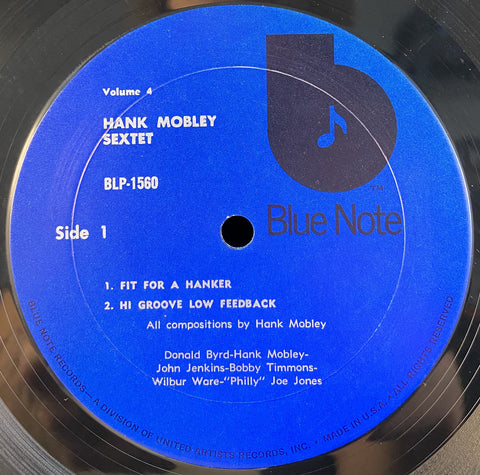 Volume 4
HANK MOBLEY
SEXTET
BLP-1560
Side 1
TM
Blue Note
1. FIT FOR A HANKER
2. HI GROOVE LOW FEEDBACK
All compositions by Hank Mobley
Donald Byrd-Hank Mobley-
John Jenkins-Bobby Timmons-
Wilbur Ware-"Philly" Joe Jones
BLUE NOTE RECORDS—A DIVISION OF UNITED ARTISTS RECORDS, INC. • MADE IN U.S.A. • ALL RIGHTS RESERVED